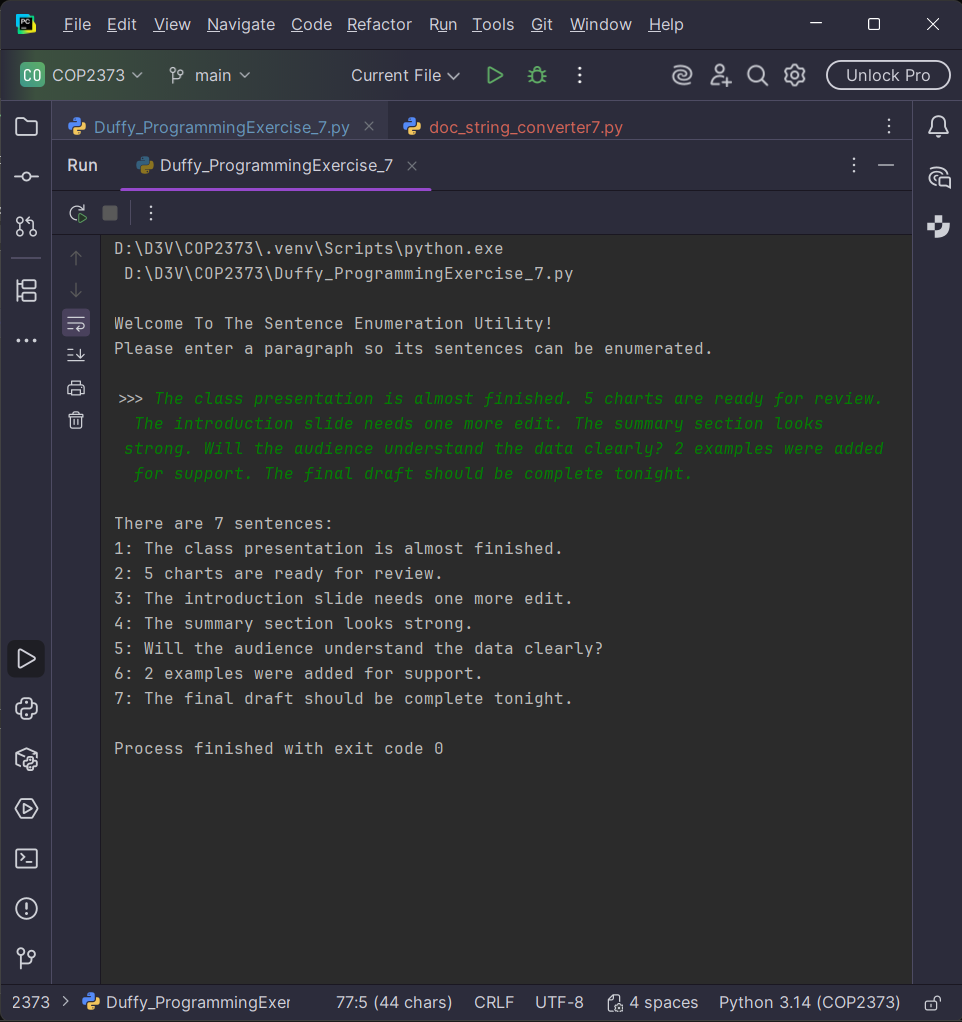 PC File Edit View Navigate Code Refactor Run Tools Git Window Help
CO COP2373 main Current File Unlock Pro
Duffy_ProgrammingExercise_7.py doc_string_converter7.py
Run Duffy_ProgrammingExercise_7
D:\D3V\COP2373\.venv\Scripts\python.exe
D:\D3V\COP2373\Duffy_ProgrammingExercise_7.py
Welcome To The Sentence Enumeration Utility!
Please enter a paragraph so its sentences can be enumerated.
>>> The class presentation is almost finished. 5 charts are ready for review.
The introduction slide needs one more edit. The summary section looks
strong. Will the audience understand the data clearly? 2 examples were added
for support. The final draft should be complete tonight.
There are 7 sentences:
1: The class presentation is almost finished.
2: 5 charts are ready for review.
3: The introduction slide needs one more edit.
4: The summary section looks strong.
5: Will the audience understand the data clearly?
6: 2 examples were added for support.
7: The final draft should be complete tonight.
Process finished with exit code 0
2373 > Duffy_ProgrammingExer 77:5 (44 chars) CRLF UTF-8 4 spaces Python 3.14 (COP2373)